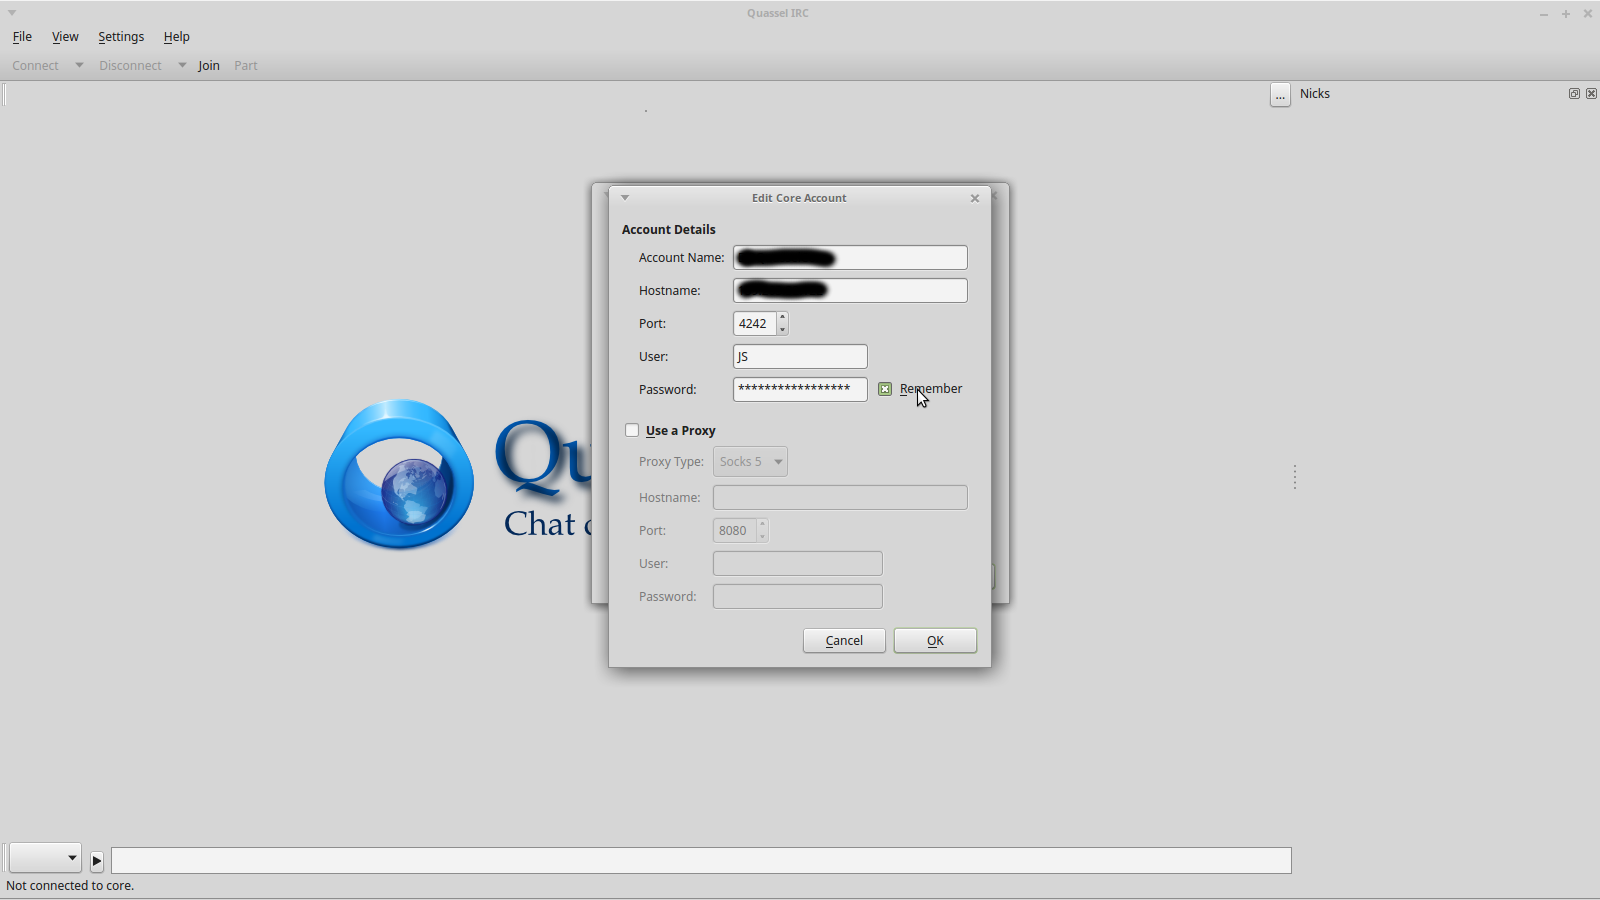 Quassel IRC
File View Settings Help
Connect Disconnect Join Part
... Nicks
Edit Core Account
Account Details
Account Name:
Hostname:
Port: 4242
User: JS
Password: ***************** Remember
Use a Proxy
Proxy Type: Socks 5
Hostname:
Port: 8080
User:
Password:
Cancel OK
Qu
Chat
Not connected to core.